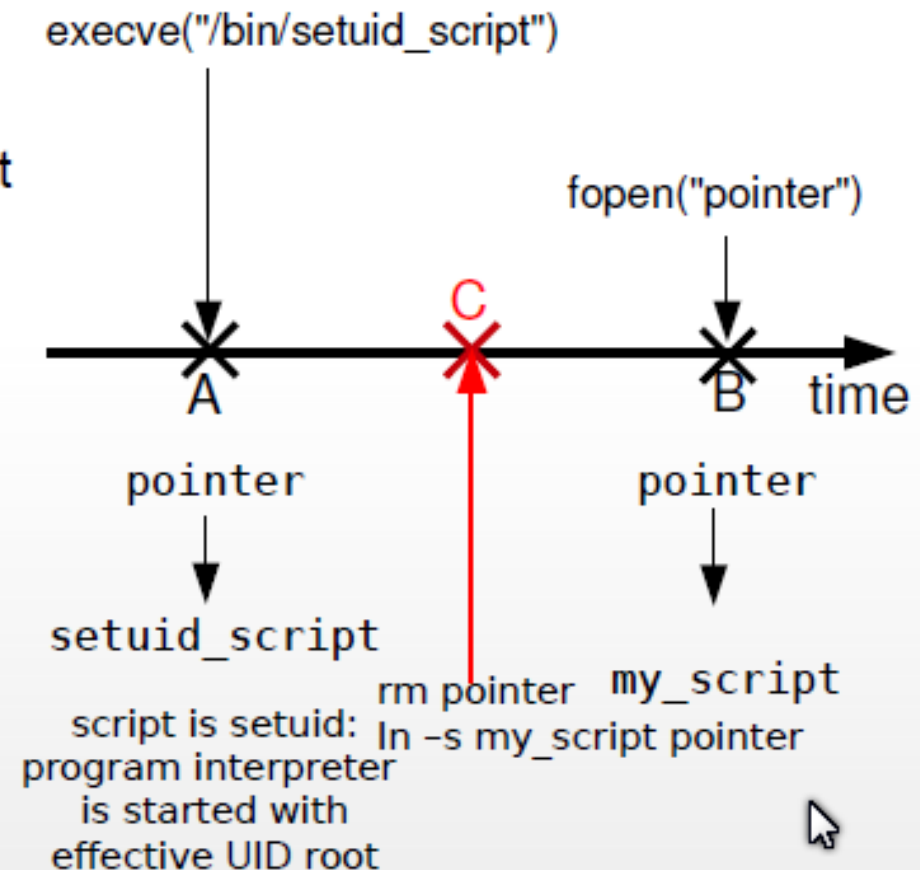 execve("/bin/setuid_script")
t
fopen("pointer")
C
A
B
time
pointer
pointer
setuid_script
my_script
rm pointer
ln –s my_script pointer
script is setuid:
program interpreter
is started with
effective UID root